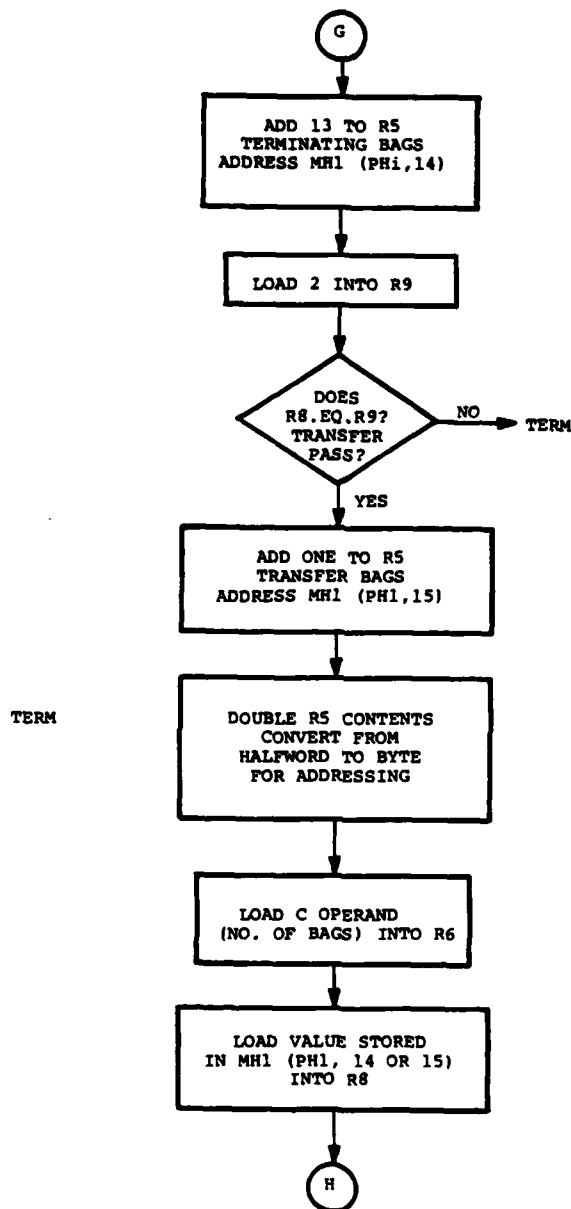 G
ADD 13 TO R5
TERMINATING BAGS
ADDRESS MH1 (PHi,14)
LOAD 2 INTO R9
DOES
R8.EQ.R9?
TRANSFER
PASS?
NO
TERM
YES
ADD ONE TO R5
TRANSFER BAGS
ADDRESS MH1 (PH1,15)
TERM
DOUBLE R5 CONTENTS
CONVERT FROM
HALFWORD TO BYTE
FOR ADDRESSING
LOAD C OPERAND
(NO. OF BAGS) INTO R6
LOAD VALUE STORED
IN MH1 (PH1, 14 OR 15)
INTO R8
H